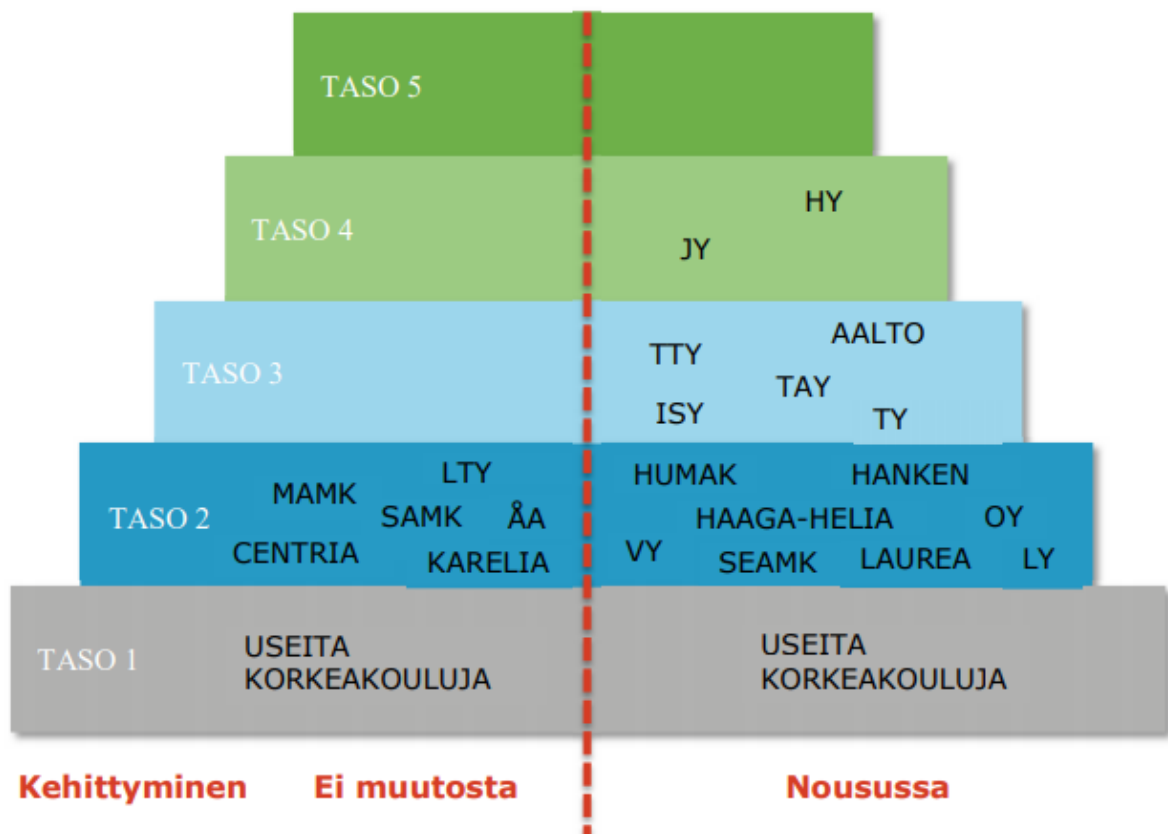 TASO 5
TASO 4
HY
JY
TASO 3
AALTO
TTY
TAY
ISY
TY
TASO 2
LTY
MAMK
SAMK ÅA
CENTRIA
KARELIA
HUMAK HANKEN
HAAGA-HELIA OY
VY SEAMK LAUREA LY
TASO 1
USEITA
KORKEAKOULUJA
USEITA
KORKEAKOULUJA
Kehittyminen Ei muutosta Nousussa